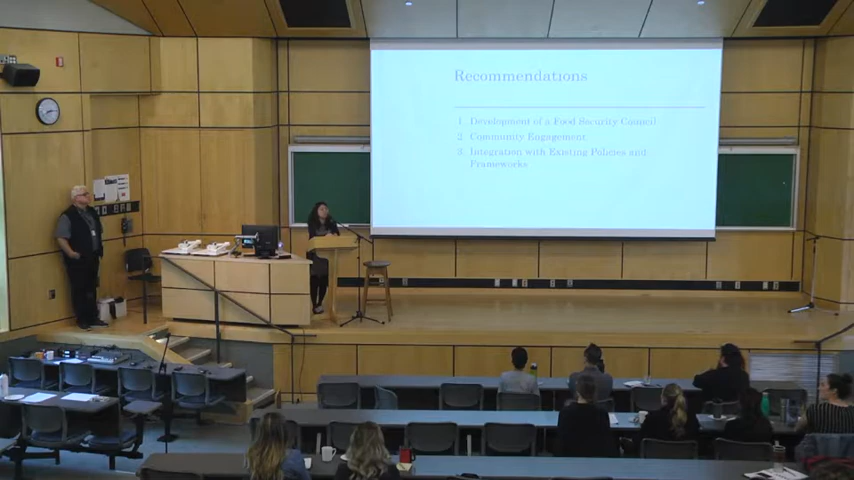 Recommendations
1. Development of a Food Security Council
2. Community Engagement
3. Integration with Existing Policies and
Frameworks